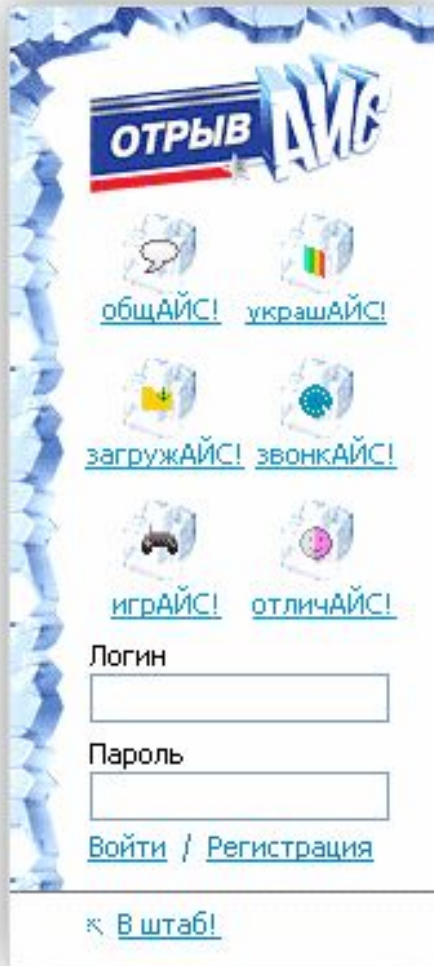 ОТРЫВ АЙС
общАЙС! украшАЙС!
загружАЙС! звонкАЙС!
игрАЙС! отличАЙС!
Логин
Пароль
Войти / Регистрация
В штаб!